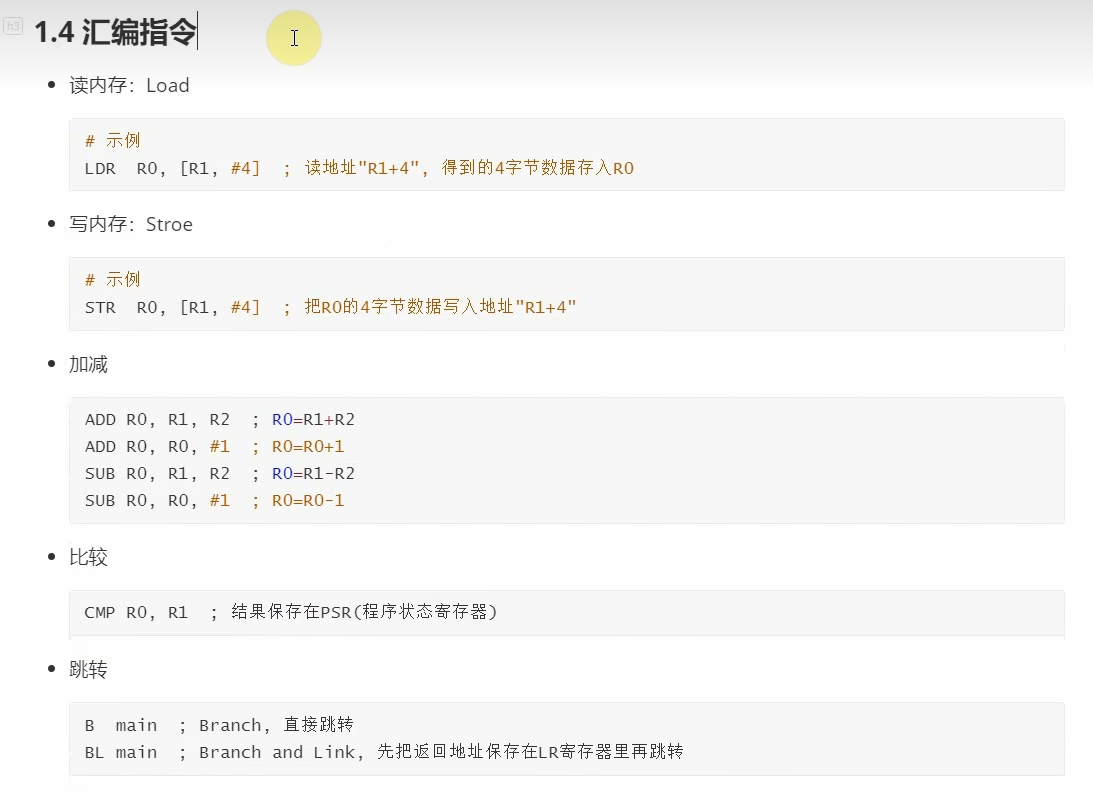 h3
1.4 汇编指令
• 读内存：Load
# 示例
LDR  R0, [R1, #4]  ; 读地址"R1+4", 得到的4字节数据存入R0
• 写内存：Stroe
# 示例
STR  R0, [R1, #4]  ; 把R0的4字节数据写入地址"R1+4"
• 加减
ADD R0, R1, R2  ; R0=R1+R2
ADD R0, R0, #1  ; R0=R0+1
SUB R0, R1, R2  ; R0=R1-R2
SUB R0, R0, #1  ; R0=R0-1
• 比较
CMP R0, R1  ; 结果保存在PSR(程序状态寄存器)
• 跳转
B  main  ; Branch, 直接跳转
BL main  ; Branch and Link, 先把返回地址保存在LR寄存器里再跳转